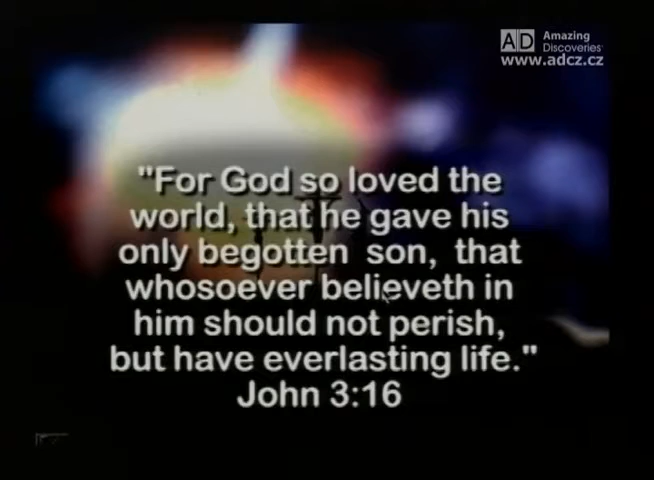 AD Amazing
Discoveries
www.adcz.cz
"For God so loved the
world, that he gave his
only begotten son, that
whosoever believeth in
him should not perish,
but have everlasting life."
John 3:16